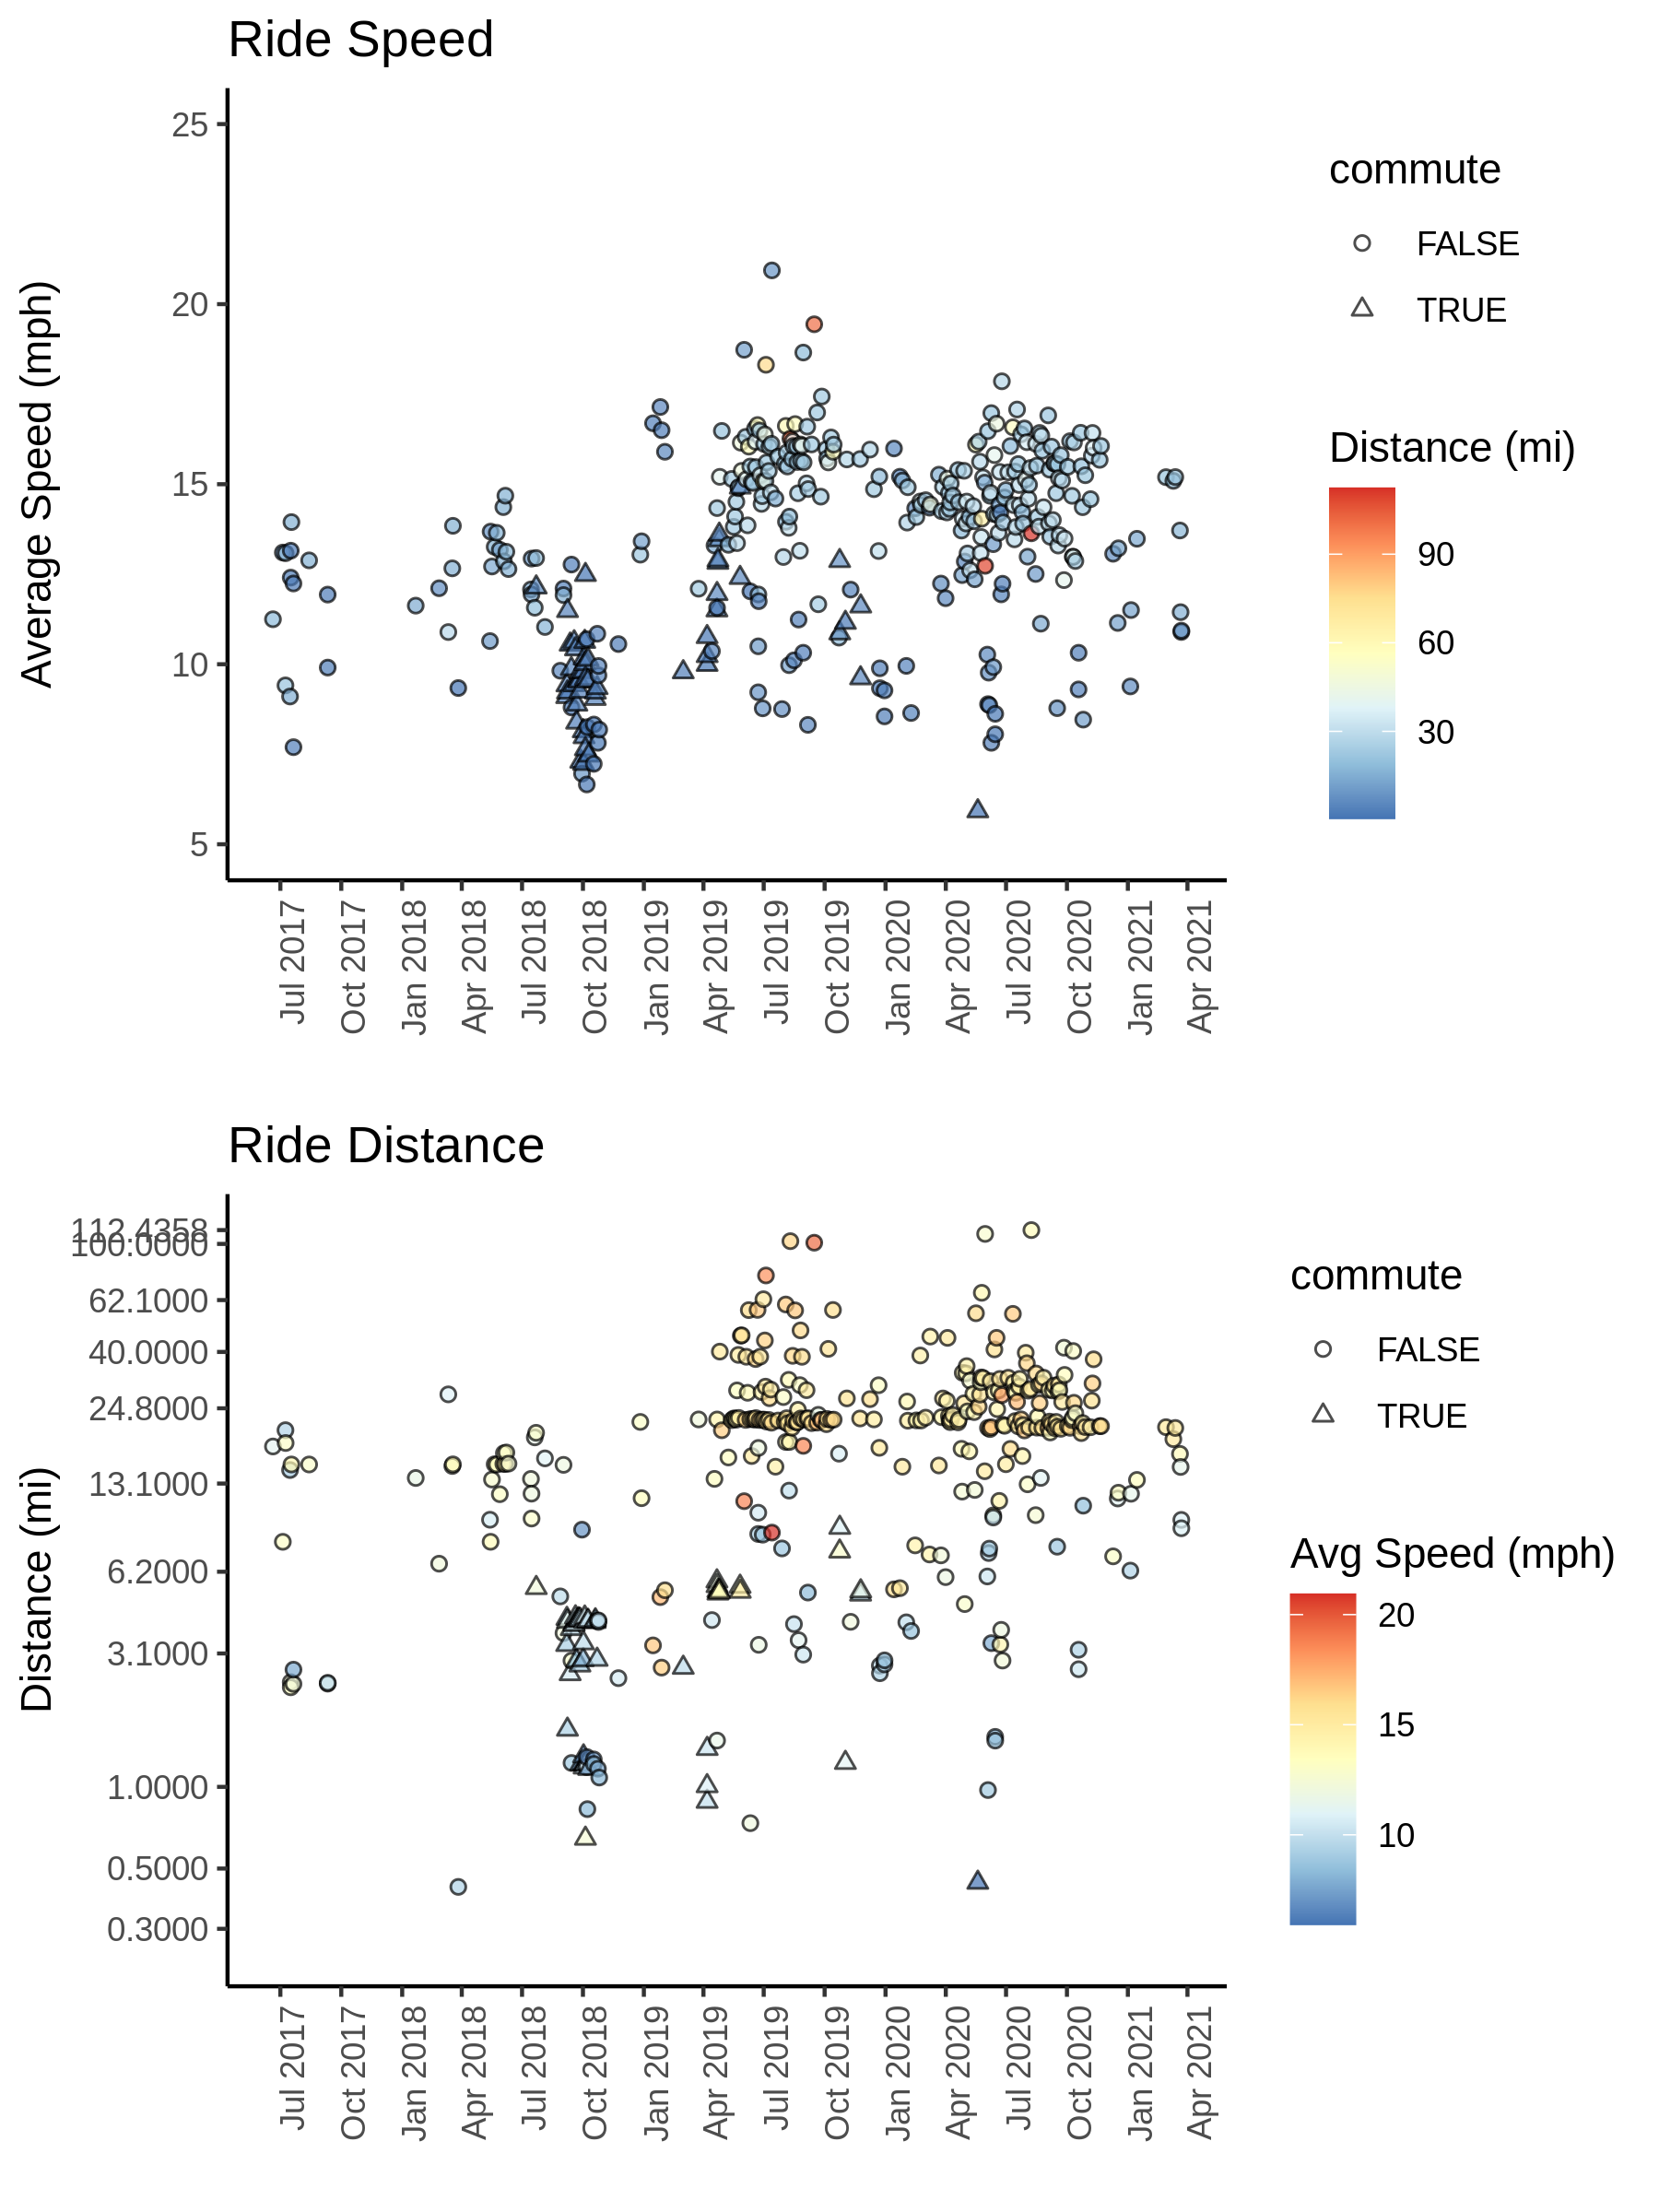 Ride Speed
Average Speed (mph)
25
20
15
10
5
Jul 2017
Oct 2017
Jan 2018
Apr 2018
Jul 2018
Oct 2018
Jan 2019
Apr 2019
Jul 2019
Oct 2019
Jan 2020
Apr 2020
Jul 2020
Oct 2020
Jan 2021
Apr 2021
commute
FALSE
TRUE
Distance (mi)
90
60
30
Ride Distance
Distance (mi)
112.4358
100.0000
62.1000
40.0000
24.8000
13.1000
6.2000
3.1000
1.0000
0.5000
0.3000
Jul 2017
Oct 2017
Jan 2018
Apr 2018
Jul 2018
Oct 2018
Jan 2019
Apr 2019
Jul 2019
Oct 2019
Jan 2020
Apr 2020
Jul 2020
Oct 2020
Jan 2021
Apr 2021
commute
FALSE
TRUE
Avg Speed (mph)
20
15
10